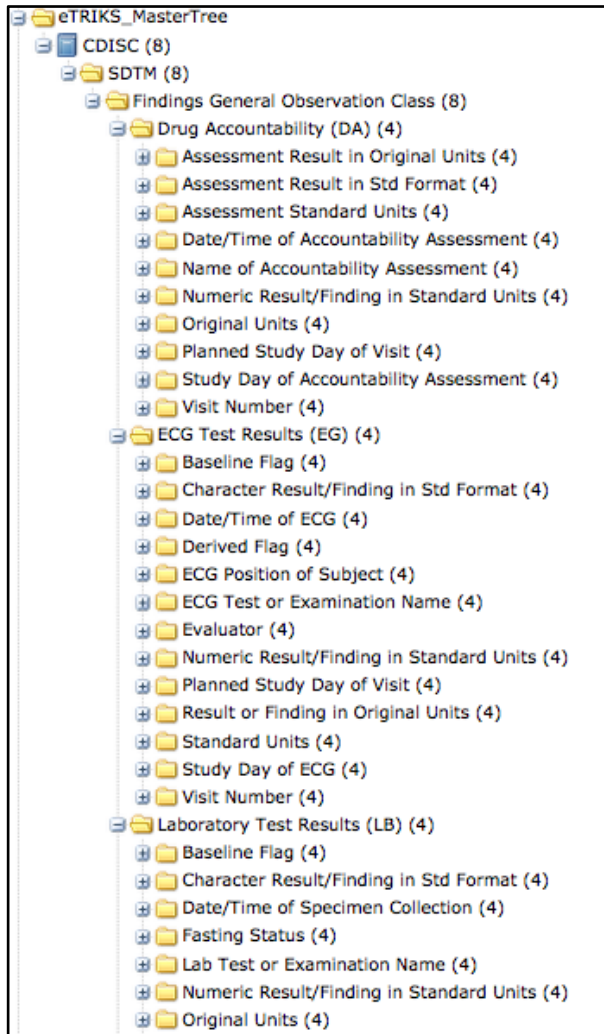 eTRIKS_MasterTree
CDISC (8)
SDTM (8)
Findings General Observation Class (8)
Drug Accountability (DA) (4)
Assessment Result in Original Units (4)
Assessment Result in Std Format (4)
Assessment Standard Units (4)
Date/Time of Accountability Assessment (4)
Name of Accountability Assessment (4)
Numeric Result/Finding in Standard Units (4)
Original Units (4)
Planned Study Day of Visit (4)
Study Day of Accountability Assessment (4)
Visit Number (4)
ECG Test Results (EG) (4)
Baseline Flag (4)
Character Result/Finding in Std Format (4)
Date/Time of ECG (4)
Derived Flag (4)
ECG Position of Subject (4)
ECG Test or Examination Name (4)
Evaluator (4)
Numeric Result/Finding in Standard Units (4)
Planned Study Day of Visit (4)
Result or Finding in Original Units (4)
Standard Units (4)
Study Day of ECG (4)
Visit Number (4)
Laboratory Test Results (LB) (4)
Baseline Flag (4)
Character Result/Finding in Std Format (4)
Date/Time of Specimen Collection (4)
Fasting Status (4)
Lab Test or Examination Name (4)
Numeric Result/Finding in Standard Units (4)
Original Units (4)